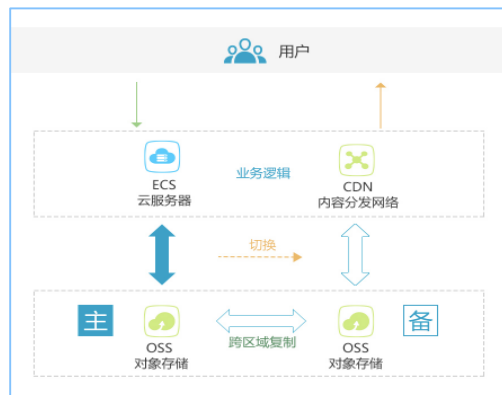 用户
ECS
云服务器
业务逻辑
CDN
内容分发网络
切换
主
OSS
对象存储
跨区域复制
OSS
对象存储
备